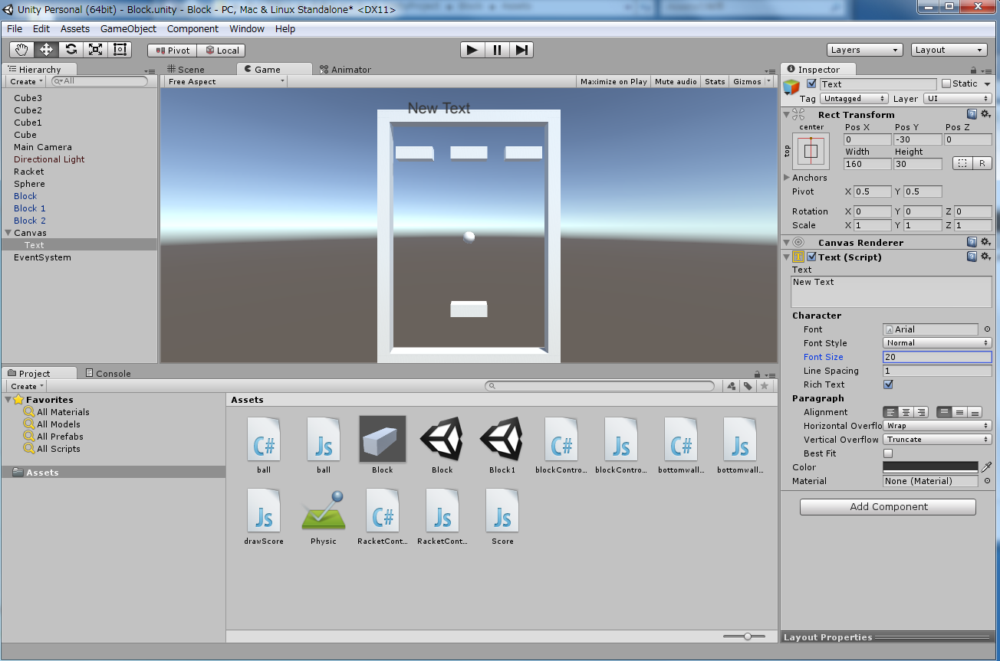 Unity Personal (64bit) - Block.unity - Block - PC, Mac & Linux Standalone* <DX11>
File Edit Assets GameObject Component Window Help
Pivot Local Layers Layout
Hierarchy
Create All
Cube3
Cube2
Cube1
Cube
Main Camera
Directional Light
Racket
Sphere
Block
Block 1
Block 2
Canvas
Text
EventSystem
Scene Game Animator
Free Aspect Maximize on Play Mute audio Stats Gizmos
New Text
Inspector
Text Static
Tag Untagged Layer UI
Rect Transform
center Pos X Pos Y Pos Z
top 0 -30 0
Width Height
160 30 R
Anchors
Pivot X 0.5 Y 0.5
Rotation X 0 Y 0 Z 0
Scale X 1 Y 1 Z 1
Canvas Renderer
Text (Script)
Text
New Text
Character
Font Arial
Font Style Normal
Font Size 20
Line Spacing 1
Rich Text
Paragraph
Alignment
Horizontal Overflo Wrap
Vertical Overflow Truncate
Best Fit
Color
Material None (Material)
Add Component
Layout Properties
Project Console
Create
Favorites
All Materials
All Models
All Prefabs
All Scripts
Assets
Assets
C# Js C# Js C# Js
ball ball Block Block Block1 blockContro... blockContro... bottomwall... bottomwall...
Js C# Js Js
drawScore Physic RacketCont... RacketCont... Score